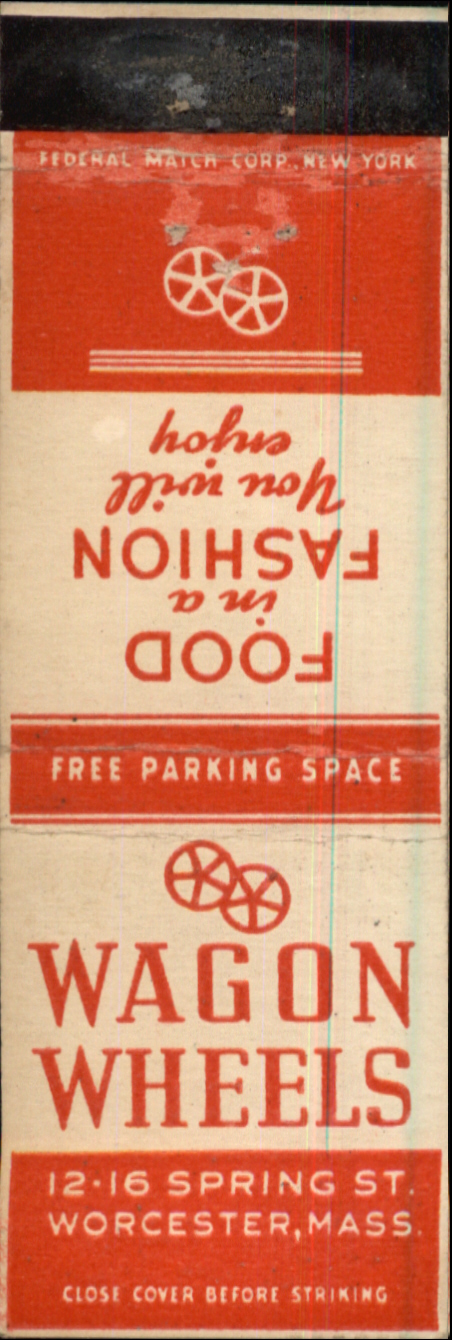 FEDERAL MATCH CORP., NEW YORK
FOOD
in a
FASHION
You will
enjoy
FREE PARKING SPACE
WAGON
WHEELS
12-16 SPRING ST.
WORCESTER, MASS.
CLOSE COVER BEFORE STRIKING